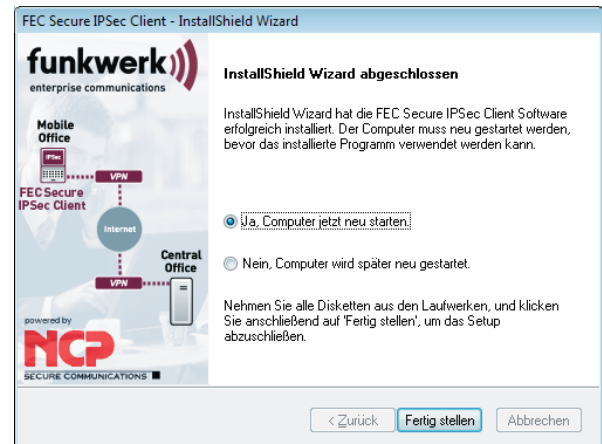 FEC Secure IPSec Client - InstallShield Wizard
funkwerk
enterprise communications
Mobile
Office
IPSec
VPN
FEC Secure
IPSec Client
Internet
Central
Office
VPN
powered by
NCP
SECURE COMMUNICATIONS
InstallShield Wizard abgeschlossen
InstallShield Wizard hat die FEC Secure IPSec Client Software
erfolgreich installiert. Der Computer muss neu gestartet werden,
bevor das installierte Programm verwendet werden kann.
Ja, Computer jetzt neu starten.
Nein, Computer wird später neu gestartet.
Nehmen Sie alle Disketten aus den Laufwerken, und klicken
Sie anschließend auf 'Fertig stellen', um das Setup
abzuschließen.
< Zurück
Fertig stellen
Abbrechen